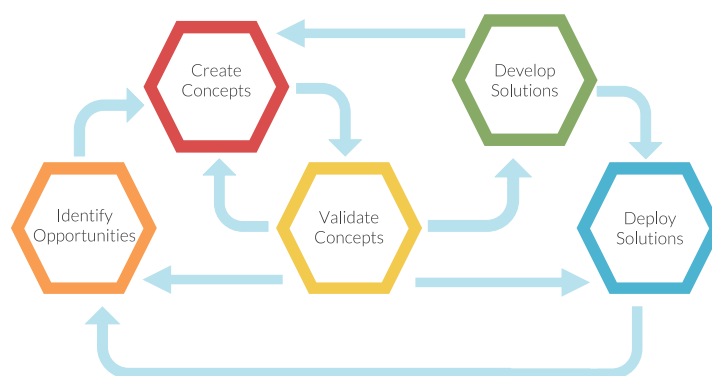 Create
Concepts
Develop
Solutions
Identify
Opportunities
Validate
Concepts
Deploy
Solutions